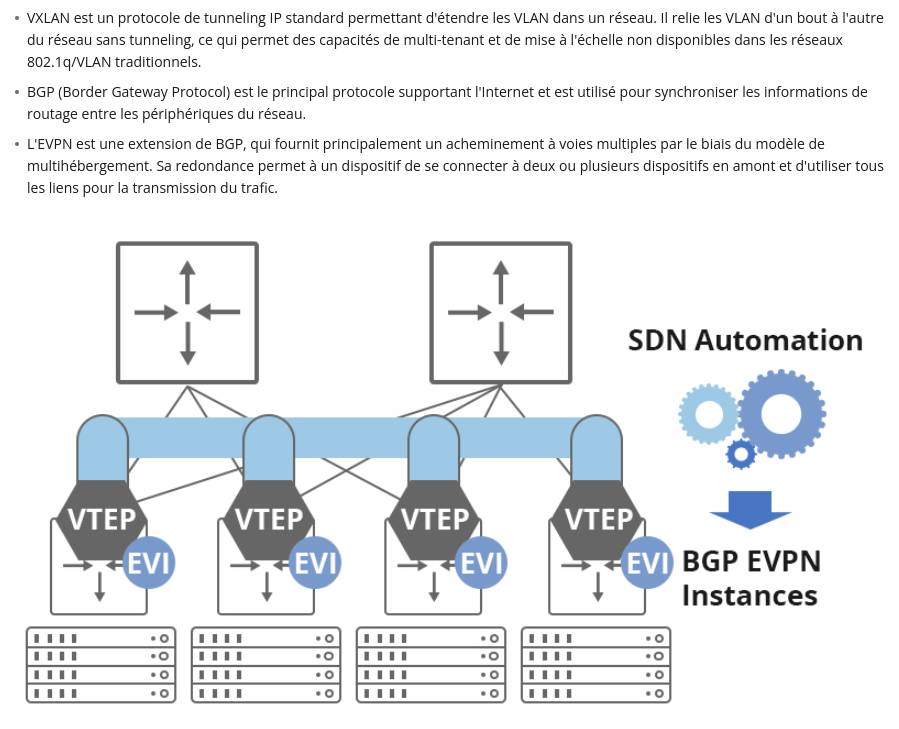 • VXLAN est un protocole de tunneling IP standard permettant d'étendre les VLAN dans un réseau. Il relie les VLAN d'un bout à l'autre
du réseau sans tunneling, ce qui permet des capacités de multi-tenant et de mise à l'échelle non disponibles dans les réseaux
802.1q/VLAN traditionnels.
• BGP (Border Gateway Protocol) est le principal protocole supportant l'Internet et est utilisé pour synchroniser les informations de
routage entre les périphériques du réseau.
• L'EVPN est une extension de BGP, qui fournit principalement un acheminement à voies multiples par le biais du modèle de
multihébergement. Sa redondance permet à un dispositif de se connecter à deux ou plusieurs dispositifs en amont et d'utiliser tous
les liens pour la transmission du trafic.
SDN Automation
VTEP
VTEP
VTEP
VTEP
EVI
EVI
EVI
EVI
BGP EVPN
Instances